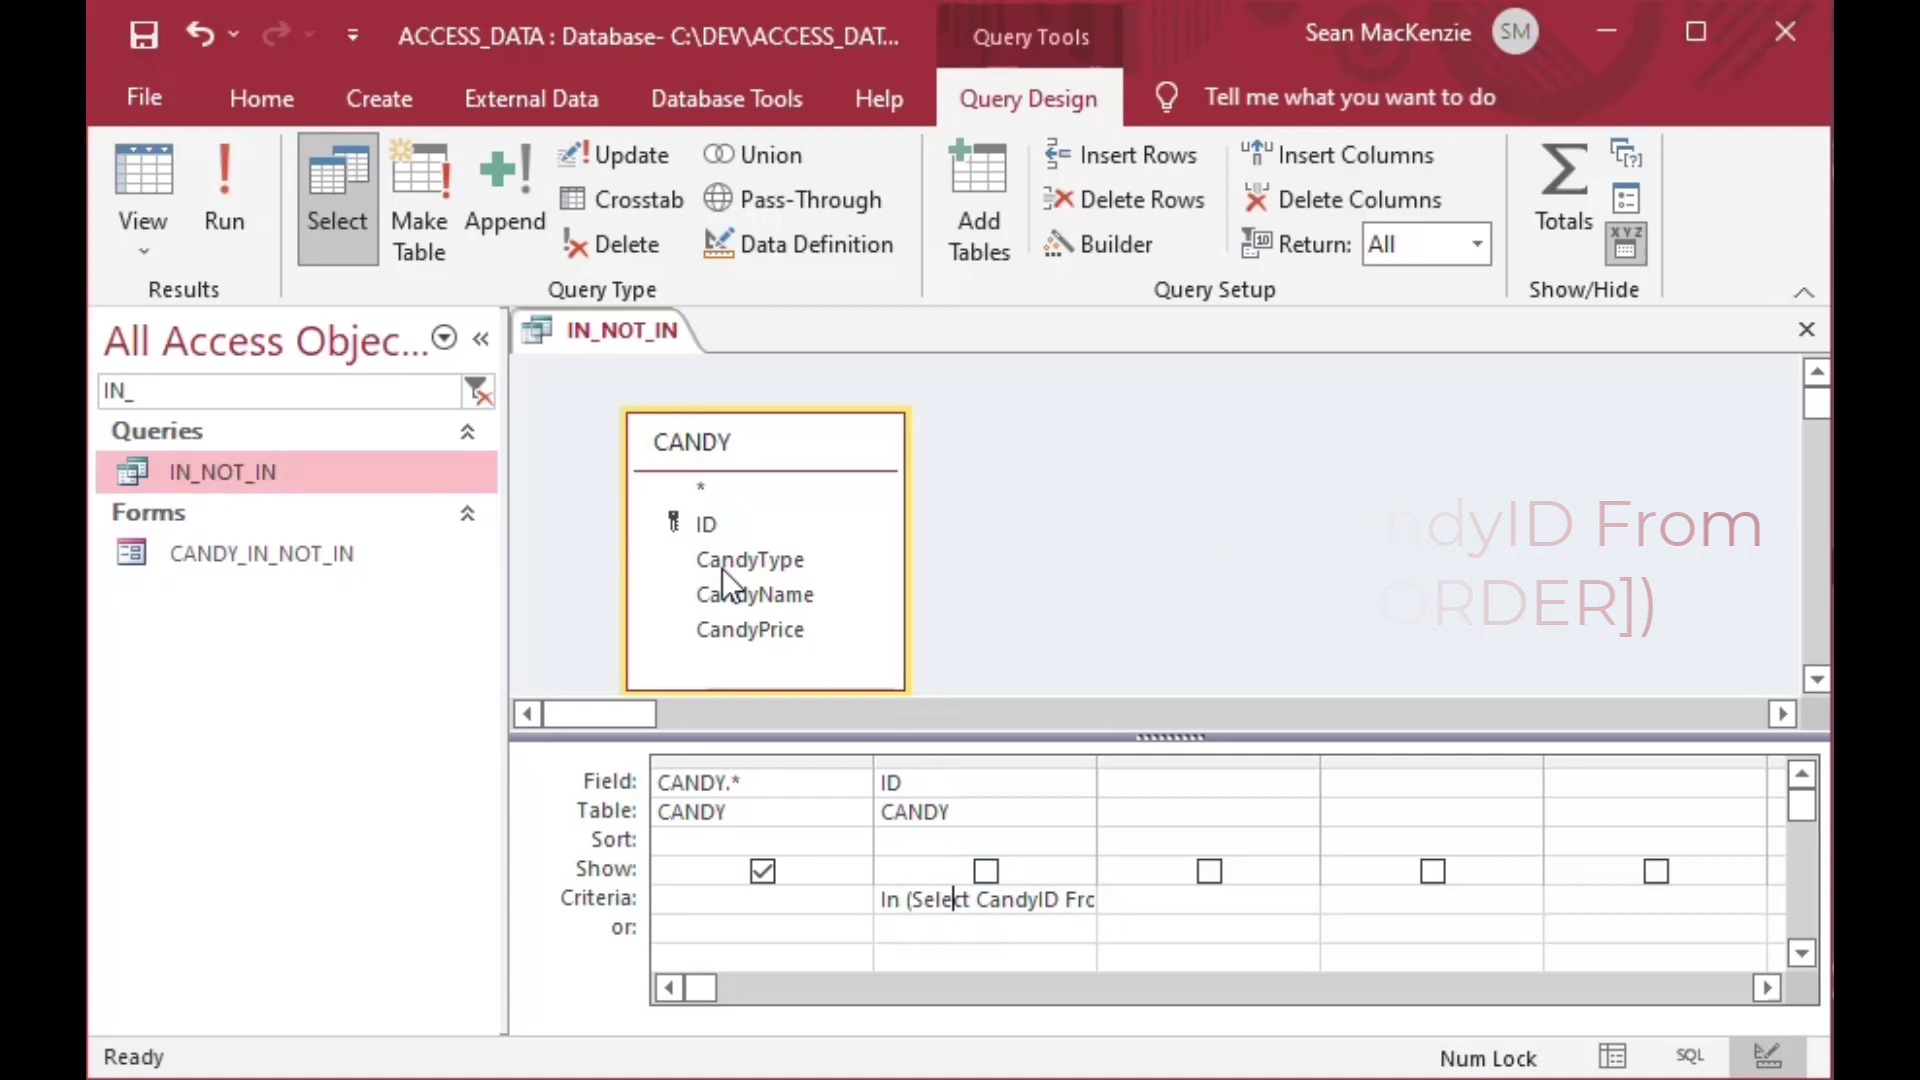 ACCESS_DATA : Database- C:\DEV\ACCESS_DAT...
Query Tools
Sean MacKenzie
SM
File
Home
Create
External Data
Database Tools
Help
Query Design
Tell me what you want to do
View
Run
Select
Make Table
Append
Update
Crosstab
Delete
Union
Pass-Through
Data Definition
Add Tables
Insert Rows
Delete Rows
Builder
Insert Columns
Delete Columns
Return: All
Totals
XYZ
Results
Query Type
Query Setup
Show/Hide
All Access Objec...
IN_
Queries
IN_NOT_IN
Forms
CANDY_IN_NOT_IN
IN_NOT_IN
CANDY
*
ID
CandyType
CandyName
CandyPrice
ndyID From
ORDER])
Field: CANDY.* ID
Table: CANDY CANDY
Sort:
Show:
Criteria: In (Select CandyID Frc
or:
Ready
Num Lock
SQL